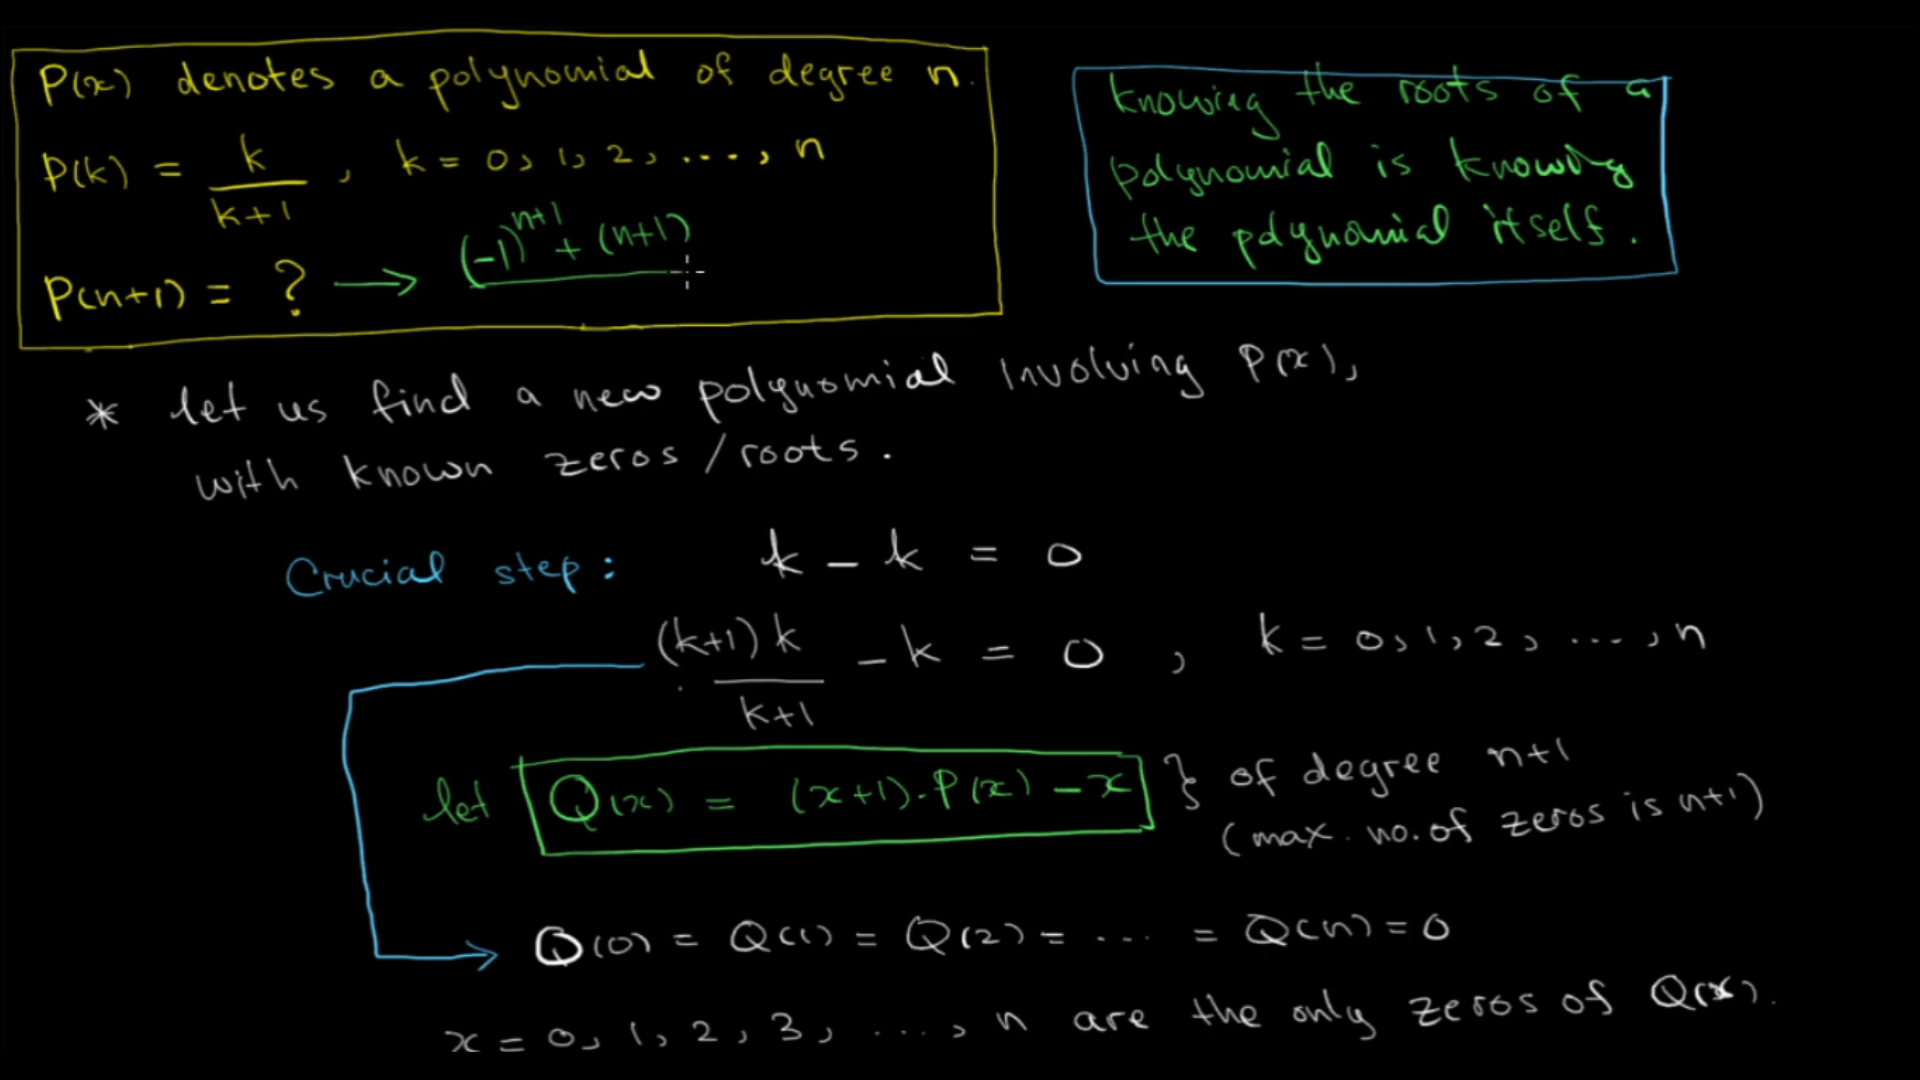 P(x) denotes a polynomial of degree n.
P(k) = k/(k+1) , k = 0, 1, 2, ..., n
P(n+1) = ? → (-1)^(n+1) + (n+1)
knowing the roots of a
polynomial is knowing
the polynomial itself.
* let us find a new polynomial involving P(x),
with known zeros / roots.
Crucial step: k - k = 0
(k+1) k/(k+1) - k = 0 , k = 0, 1, 2, ..., n
let Q(x) = (x+1).P(x) - x } of degree n+1
(max. no. of zeros is n+1)
Q(0) = Q(1) = Q(2) = ... = Q(n) = 0
x = 0, 1, 2, 3, ..., n are the only zeros of Q(x).